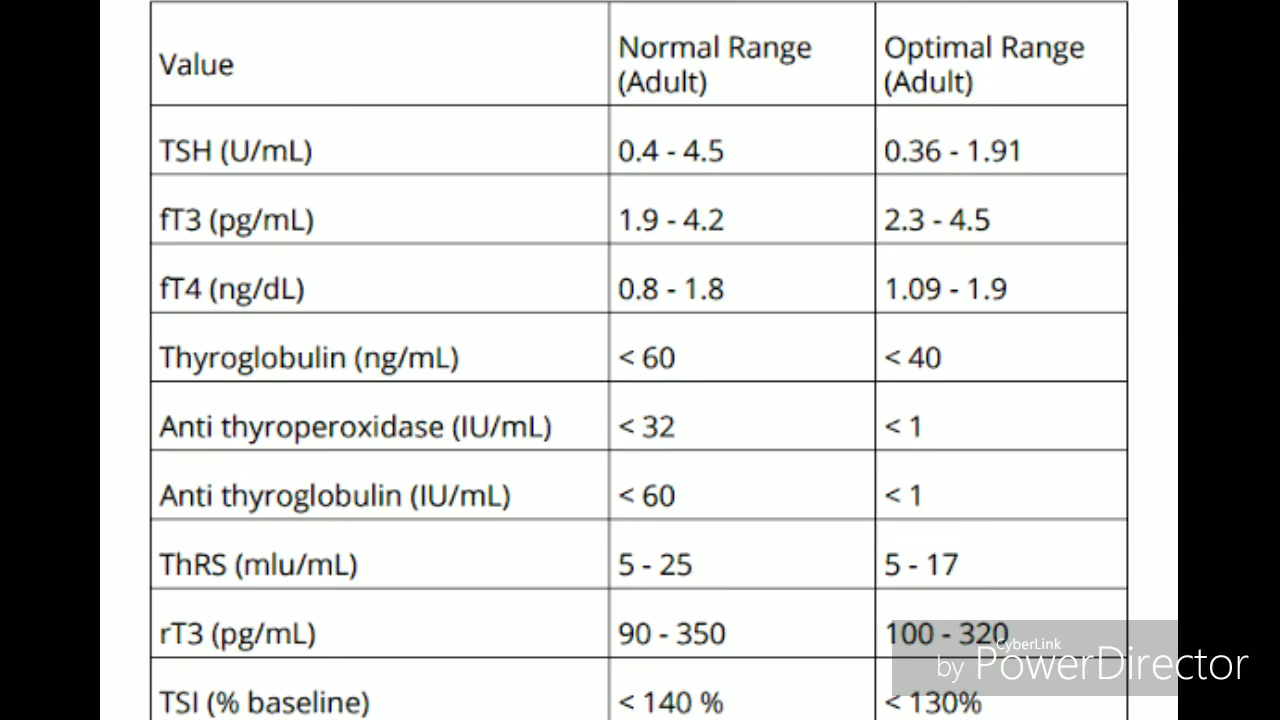 Value Normal Range (Adult) Optimal Range (Adult)
TSH (U/mL) 0.4 - 4.5 0.36 - 1.91
fT3 (pg/mL) 1.9 - 4.2 2.3 - 4.5
fT4 (ng/dL) 0.8 - 1.8 1.09 - 1.9
Thyroglobulin (ng/mL) < 60 < 40
Anti thyroperoxidase (IU/mL) < 32 < 1
Anti thyroglobulin (IU/mL) < 60 < 1
ThRS (mlu/mL) 5 - 25 5 - 17
rT3 (pg/mL) 90 - 350 100 - 320
TSI (% baseline) < 140 % < 130%
CyberLink
by PowerDirector